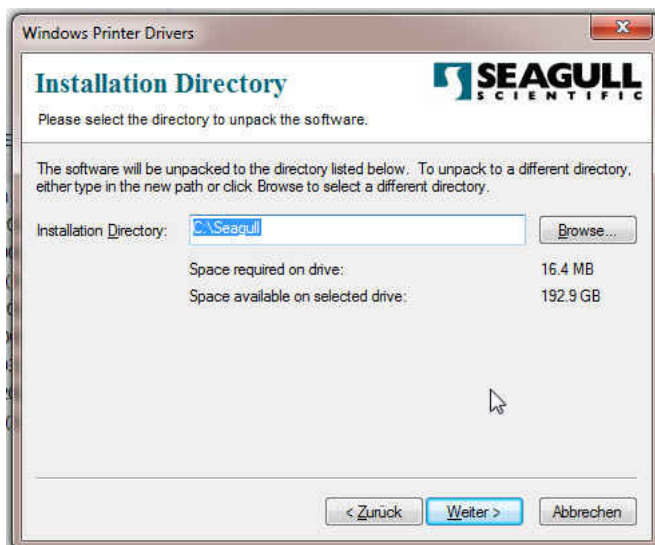 Windows Printer Drivers
Installation Directory
SEAGULL
SCIENTIFIC
Please select the directory to unpack the software.
The software will be unpacked to the directory listed below. To unpack to a different directory,
either type in the new path or click Browse to select a different directory.
Installation Directory: C:\Seagull Browse...
Space required on drive: 16.4 MB
Space available on selected drive: 192.9 GB
< Zurück Weiter > Abbrechen